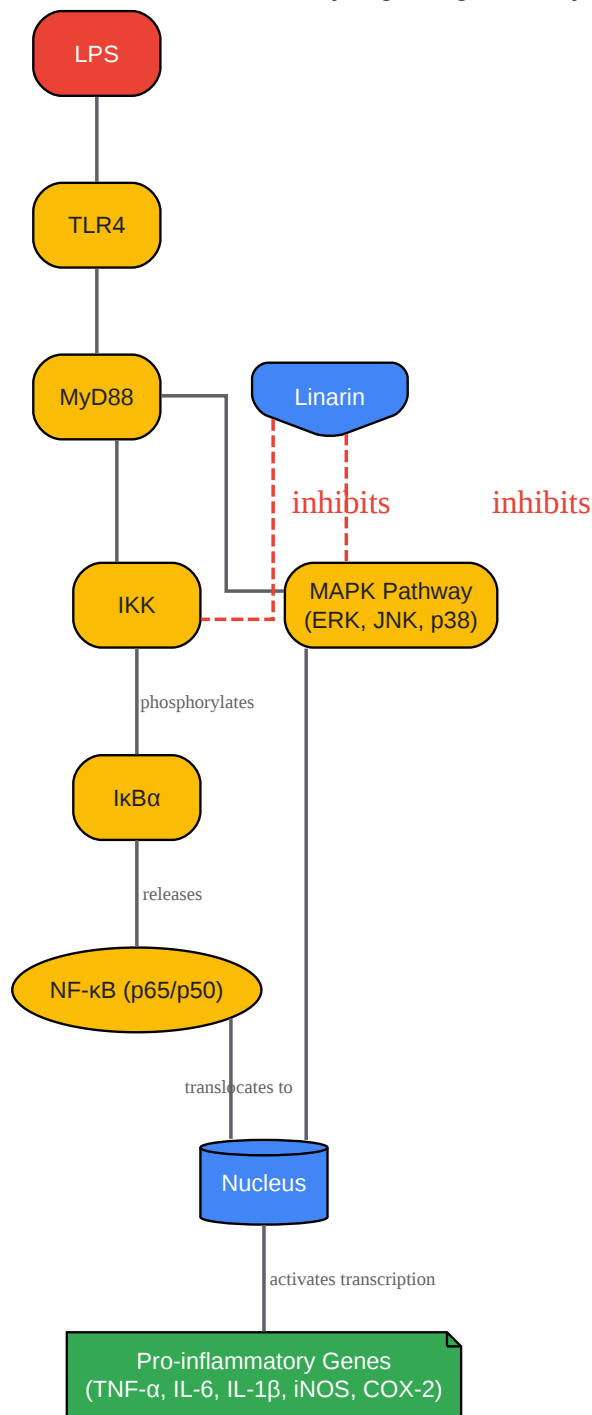 LPS
TLR4
MyD88
Linarin
inhibits
inhibits
IKK
MAPK Pathway
(ERK, JNK, p38)
phosphorylates
IκBα
releases
NF-κB (p65/p50)
translocates to
Nucleus
activates transcription
Pro-inflammatory Genes
(TNF-α, IL-6, IL-1β, iNOS, COX-2)